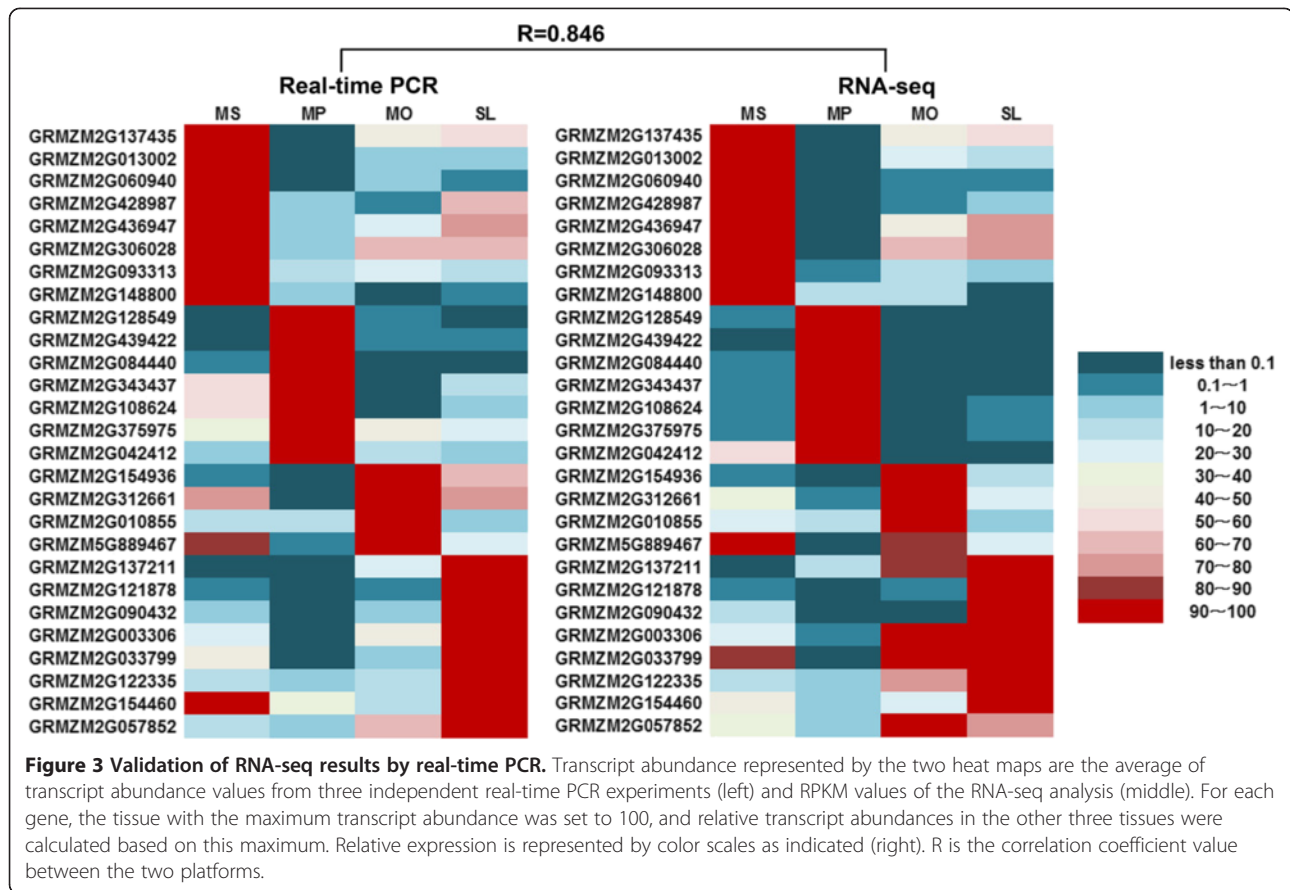 R=0.846
Real-time PCR
MS MP MO SL
GRMZM2G137435
GRMZM2G013002
GRMZM2G060940
GRMZM2G428987
GRMZM2G436947
GRMZM2G306028
GRMZM2G093313
GRMZM2G148800
GRMZM2G128549
GRMZM2G439422
GRMZM2G084440
GRMZM2G343437
GRMZM2G108624
GRMZM2G375975
GRMZM2G042412
GRMZM2G154936
GRMZM2G312661
GRMZM2G010855
GRMZM5G889467
GRMZM2G137211
GRMZM2G121878
GRMZM2G090432
GRMZM2G003306
GRMZM2G033799
GRMZM2G122335
GRMZM2G154460
GRMZM2G057852
RNA-seq
MS MP MO SL
GRMZM2G137435
GRMZM2G013002
GRMZM2G060940
GRMZM2G428987
GRMZM2G436947
GRMZM2G306028
GRMZM2G093313
GRMZM2G148800
GRMZM2G128549
GRMZM2G439422
GRMZM2G084440
GRMZM2G343437
GRMZM2G108624
GRMZM2G375975
GRMZM2G042412
GRMZM2G154936
GRMZM2G312661
GRMZM2G010855
GRMZM5G889467
GRMZM2G137211
GRMZM2G121878
GRMZM2G090432
GRMZM2G003306
GRMZM2G033799
GRMZM2G122335
GRMZM2G154460
GRMZM2G057852
less than 0.1
0.1~1
1~10
10~20
20~30
30~40
40~50
50~60
60~70
70~80
80~90
90~100
Figure 3 Validation of RNA-seq results by real-time PCR. Transcript abundance represented by the two heat maps are the average of
transcript abundance values from three independent real-time PCR experiments (left) and RPKM values of the RNA-seq analysis (middle). For each
gene, the tissue with the maximum transcript abundance was set to 100, and relative transcript abundances in the other three tissues were
calculated based on this maximum. Relative expression is represented by color scales as indicated (right). R is the correlation coefficient value
between the two platforms.